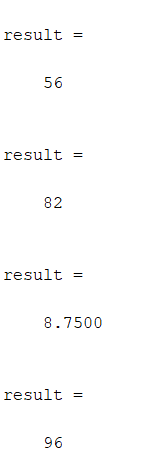 result =
56
result =
82
result =
8.7500
result =
96